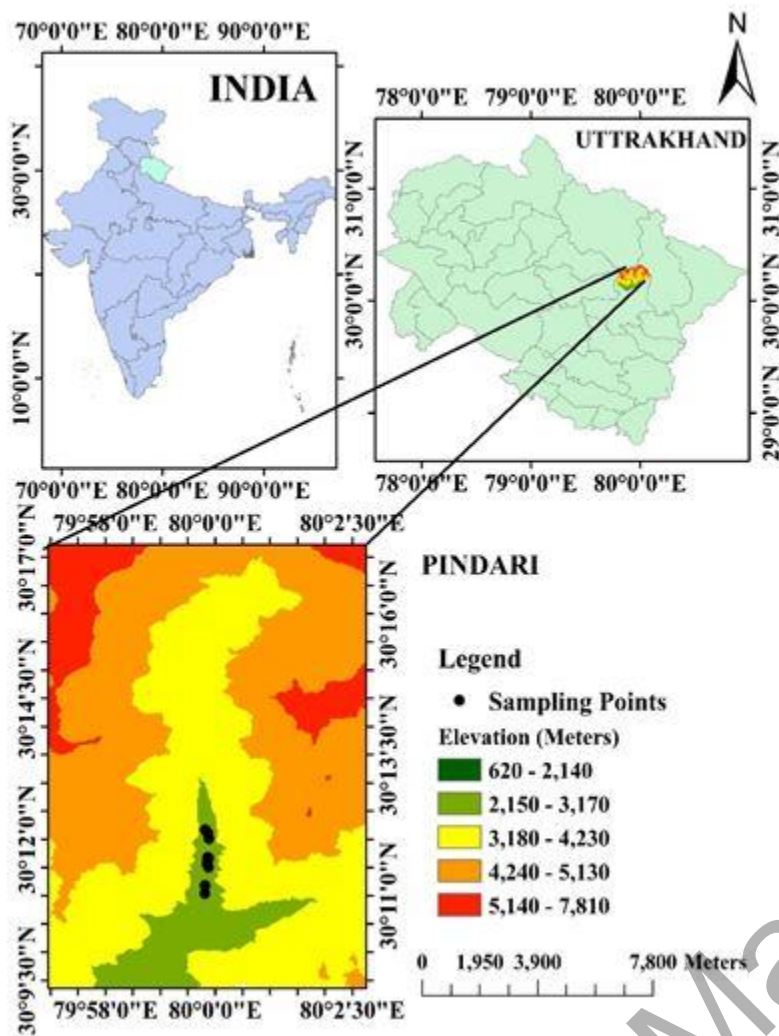 70°0'0"E 80°0'0"E 90°0'0"E
INDIA
30°0'0"N
10°0'0"N
70°0'0"E 80°0'0"E 90°0'0"E
N
78°0'0"E 79°0'0"E 80°0'0"E
UTTRAKHAND
31°0'0"N
30°0'0"N
31°0'0"N
30°0'0"N
29°0'0"N
78°0'0"E 79°0'0"E 80°0'0"E
79°58'0"E 80°0'0"E 80°2'30"E
30°17'0"N
30°14'30"N
30°12'0"N
30°9'30"N
30°16'0"N
30°13'30"N
30°11'0"N
79°58'0"E 80°0'0"E 80°2'30"E
PINDARI
Legend
Sampling Points
Elevation (Meters)
620 - 2,140
2,150 - 3,170
3,180 - 4,230
4,240 - 5,130
5,140 - 7,810
0 1,950 3,900 7,800 Meters